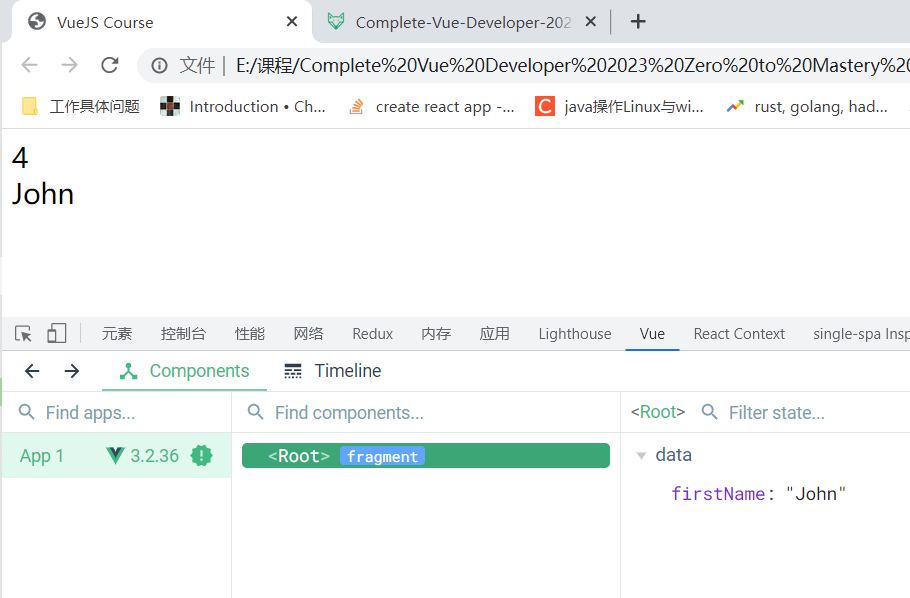 VueJS Course
Complete-Vue-Developer-202
文件 | E:/课程/Complete%20Vue%20Developer%202023%20Zero%20to%20Mastery%20
工作具体问题 Introduction • Ch... create react app -... java操作Linux与wi... rust, golang, had...
4
John
元素 控制台 性能 网络 Redux 内存 应用 Lighthouse Vue React Context single-spa Insp
Components Timeline
Find apps... Find components... <Root> Filter state...
App 1 3.2.36 <Root> fragment data
firstName: "John"